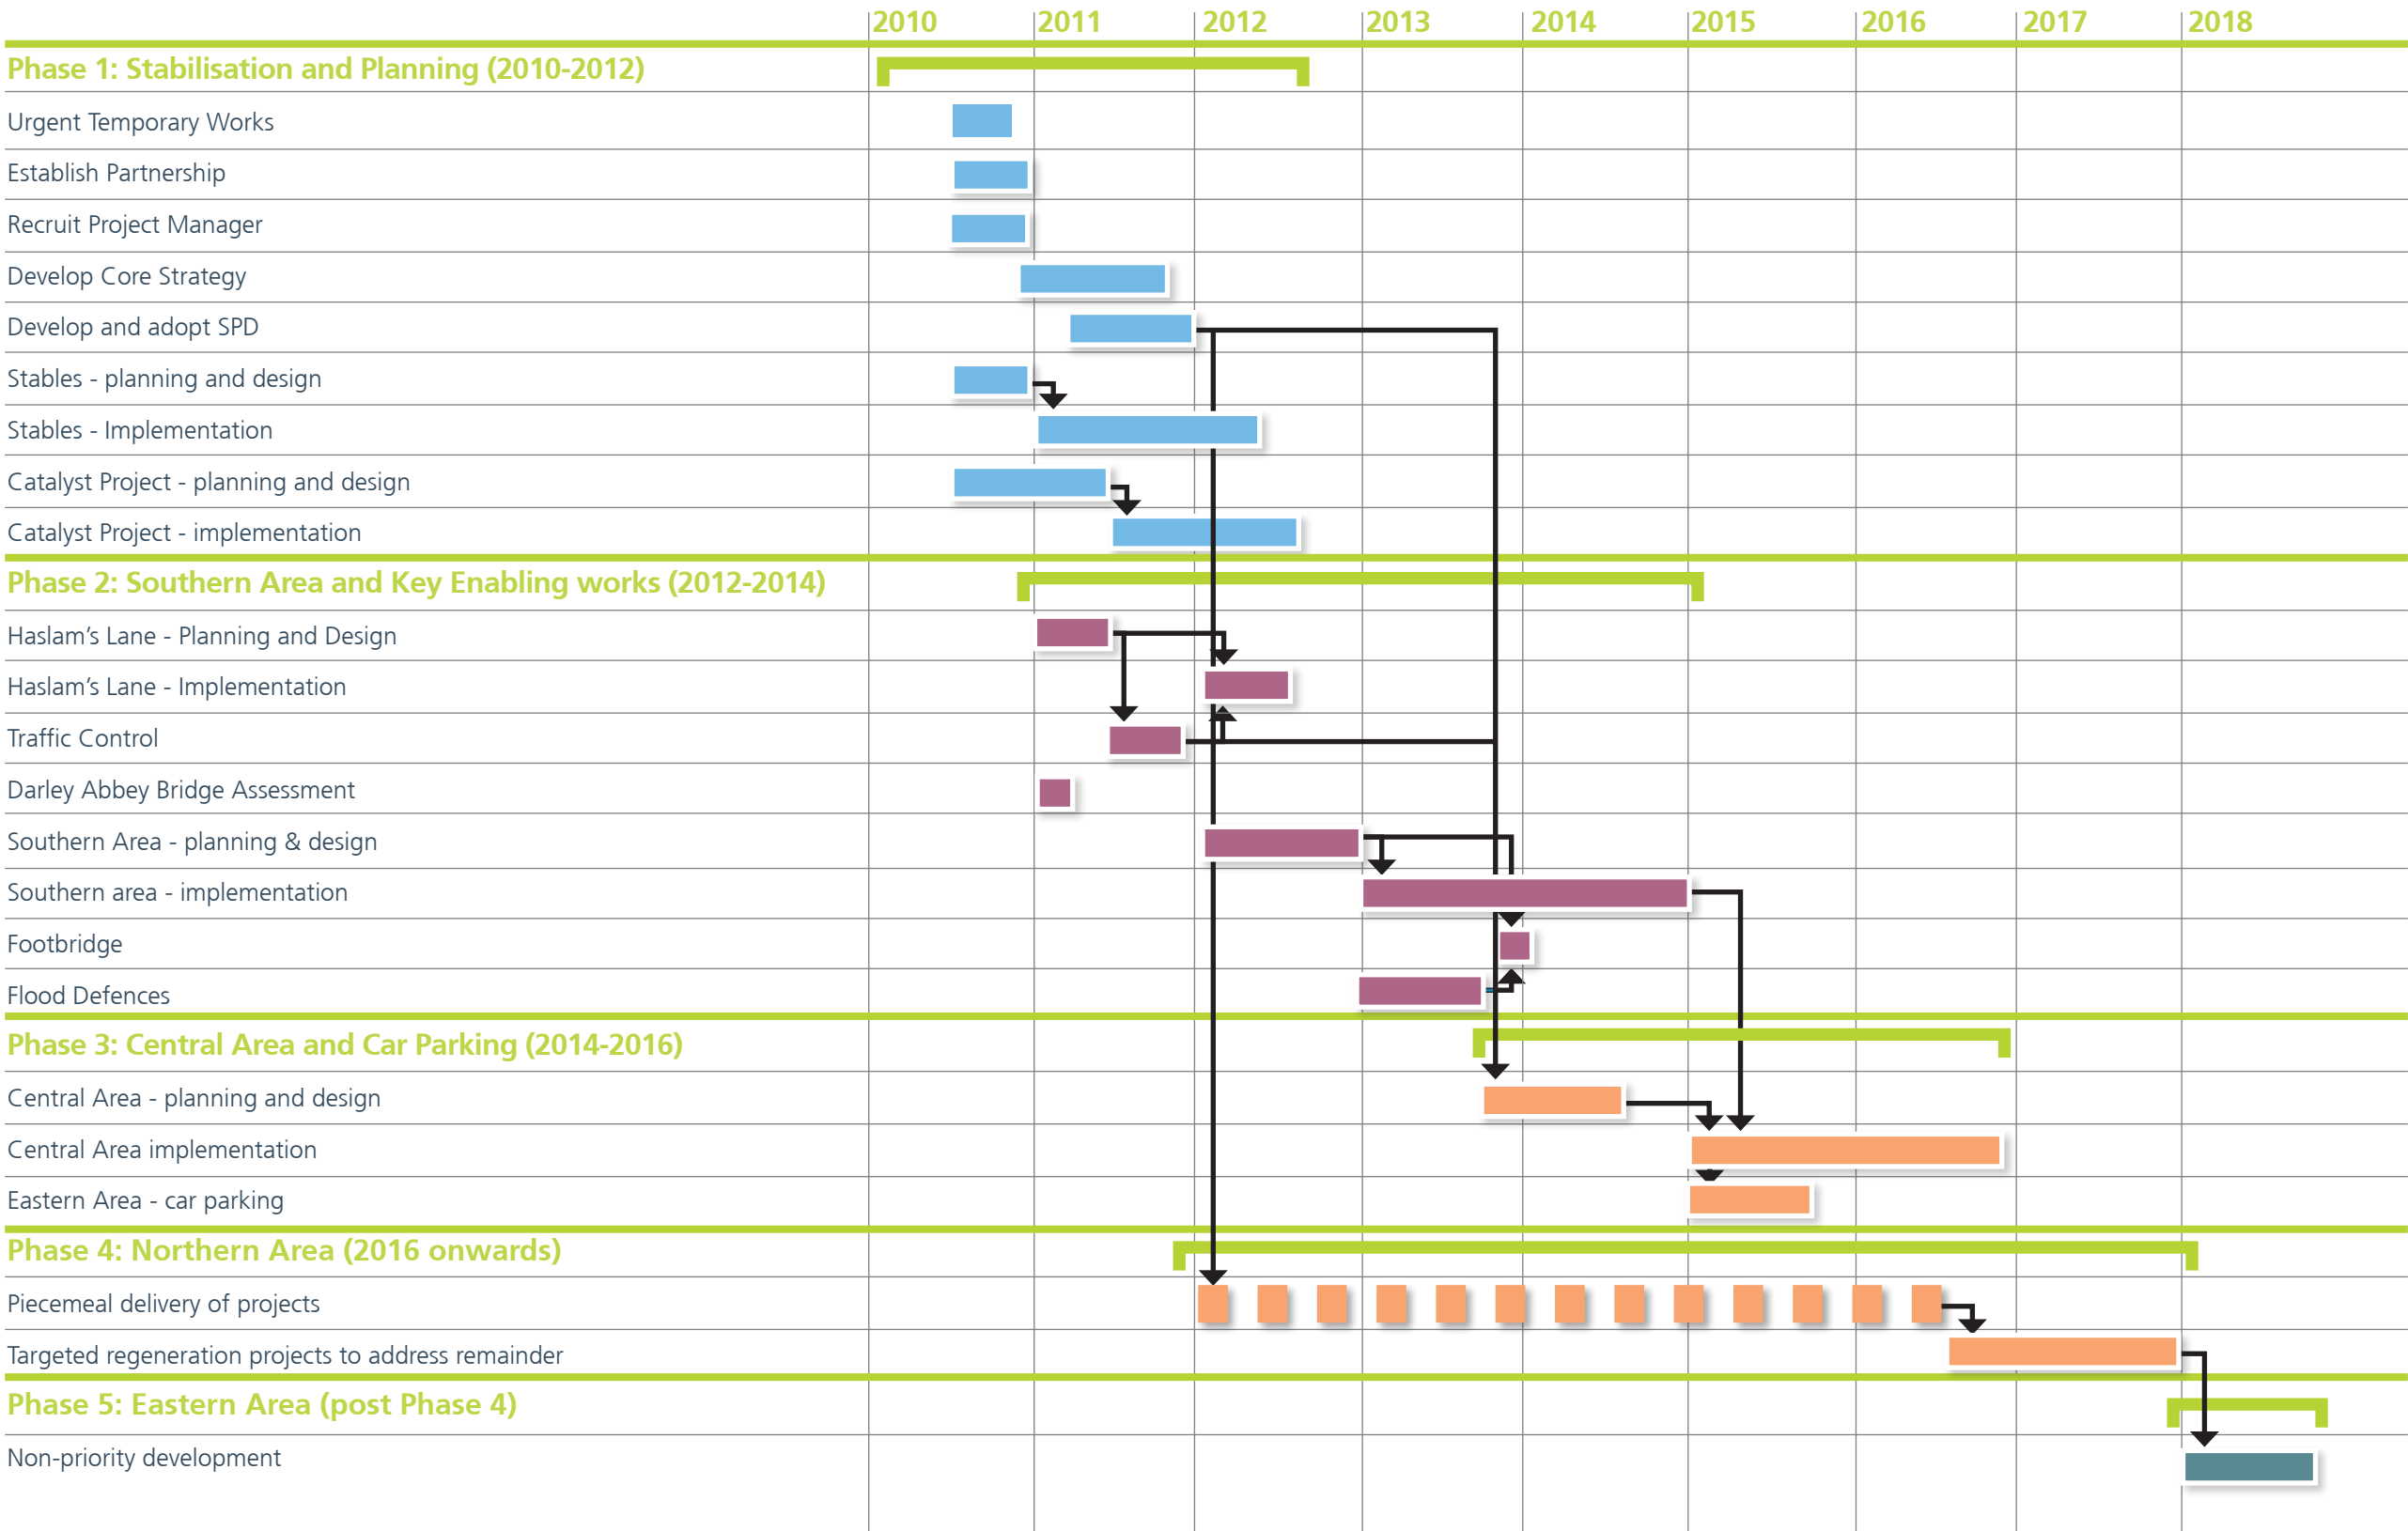 2010 2011 2012 2013 2014 2015 2016 2017 2018
Phase 1: Stabilisation and Planning (2010-2012)
Urgent Temporary Works
Establish Partnership
Recruit Project Manager
Develop Core Strategy
Develop and adopt SPD
Stables - planning and design
Stables - Implementation
Catalyst Project - planning and design
Catalyst Project - implementation
Phase 2: Southern Area and Key Enabling works (2012-2014)
Haslam’s Lane - Planning and Design
Haslam’s Lane - Implementation
Traffic Control
Darley Abbey Bridge Assessment
Southern Area - planning & design
Southern area - implementation
Footbridge
Flood Defences
Phase 3: Central Area and Car Parking (2014-2016)
Central Area - planning and design
Central Area implementation
Eastern Area - car parking
Phase 4: Northern Area (2016 onwards)
Piecemeal delivery of projects
Targeted regeneration projects to address remainder
Phase 5: Eastern Area (post Phase 4)
Non-priority development